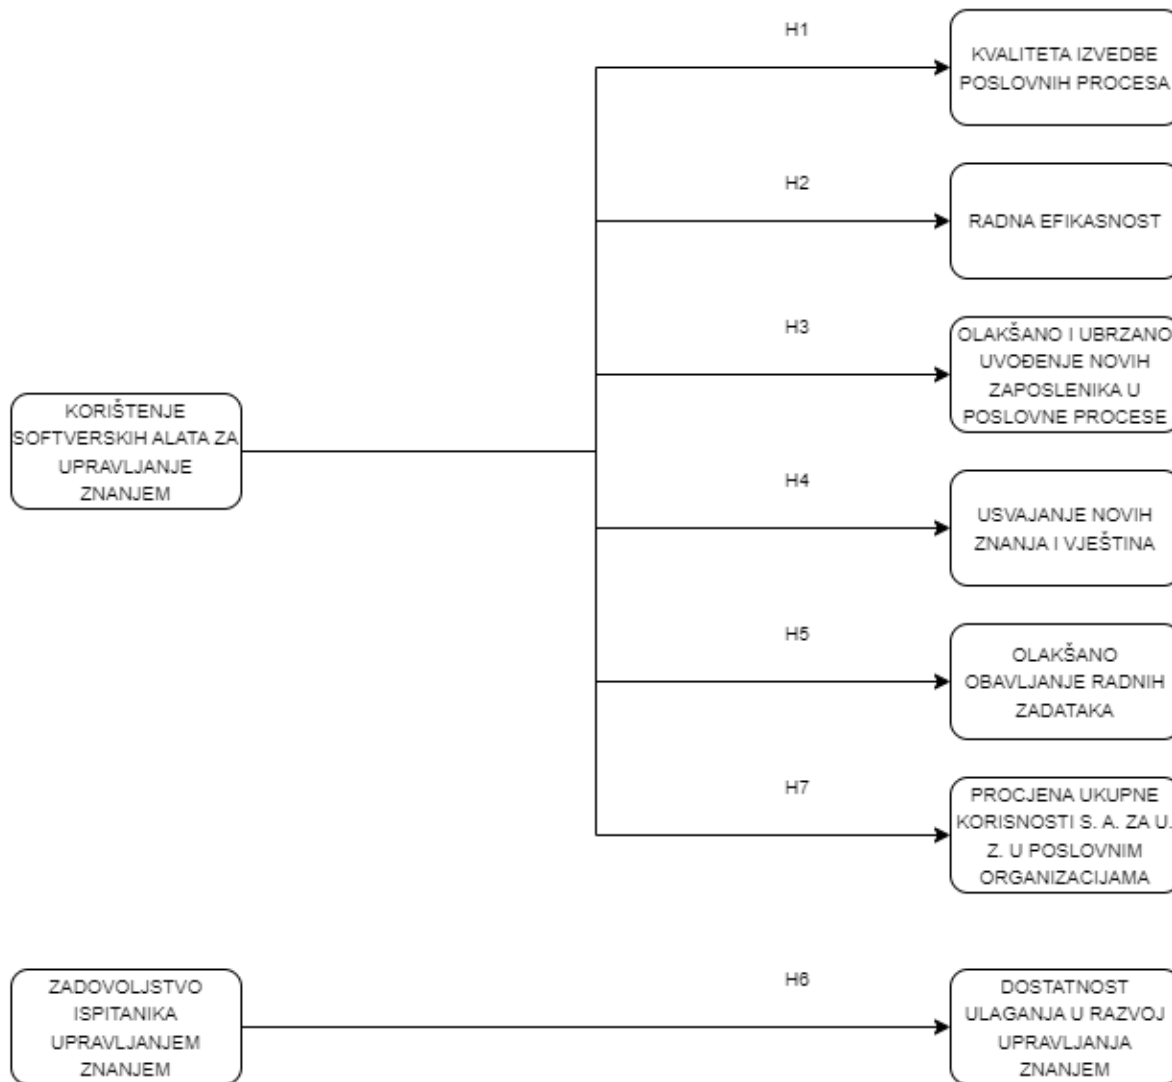 H1
KVALITETA IZVEDBE
POSLOVNIH PROCESA
H2
RADNA EFIKASNOST
H3
OLAKŠANO I UBRZANO
UVOĐENJE NOVIH
ZAPOSLENIKA U
POSLOVNE PROCESE
KORIŠTENJE
SOFTVERSKIH ALATA ZA
UPRAVLJANJE
ZNANJEM
H4
USVAJANJE NOVIH
ZNANJA I VJEŠTINA
H5
OLAKŠANO
OBAVLJANJE RADNIH
ZADATAKA
H7
PROCJENA UKUPNE
KORISNOSTI S. A. ZA U.
Z. U POSLOVNIM
ORGANIZACIJAMA
ZADOVOLJSTVO
ISPITANIKA
UPRAVLJANJEM
ZNANJEM
H6
DOSTATNOST
ULAGANJA U RAZVOJ
UPRAVLJANJA
ZNANJEM